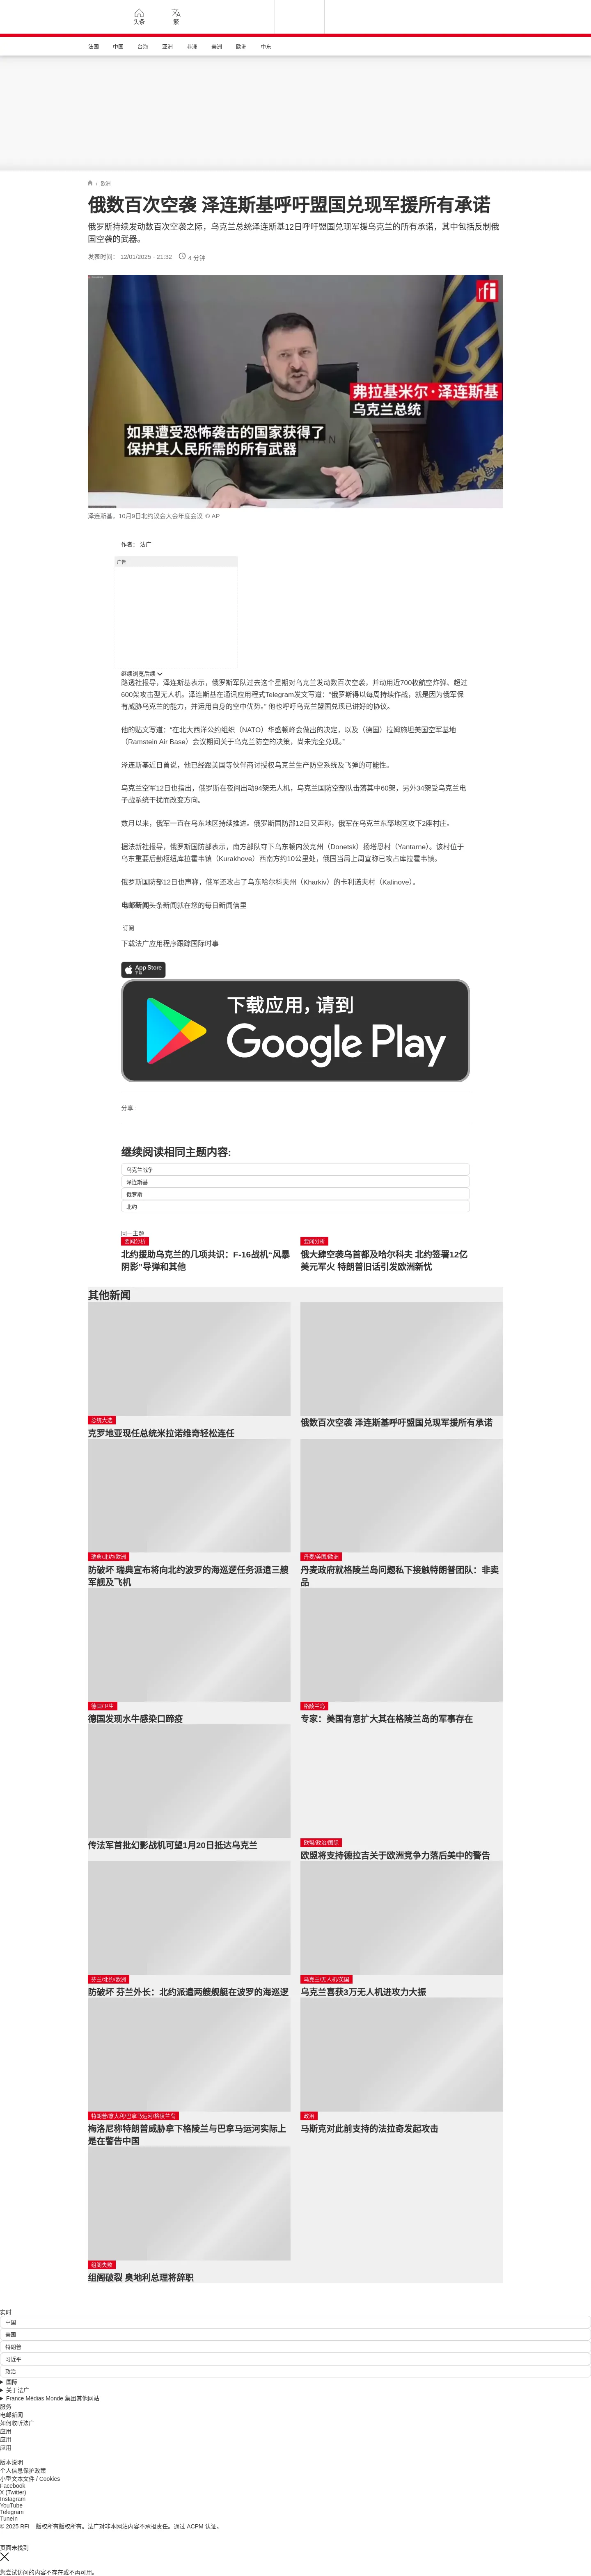 头条
繁
法国
中国
台海
亚洲
非洲
美洲
欧洲
中东
/ 欧洲
俄数百次空袭 泽连斯基呼吁盟国兑现军援所有承诺
俄罗斯持续发动数百次空袭之际，乌克兰总统泽连斯基12日呼吁盟国兑现军援乌克兰的所有承诺，其中包括反制俄
国空袭的武器。
发表时间： 12/01/2025 - 21:32
4 分钟
rfi
弗拉基米尔·泽连斯基
乌克兰总统
如果遭受恐怖袭击的国家获得了
保护其人民所需的所有武器
泽连斯基，10月9日北约议会大会年度会议 © AP
作者： 法广
广告
继续浏览后续
路透社报导，泽连斯基表示，俄罗斯军队过去这个星期对乌克兰发动数百次空袭，并动用近700枚航空炸弹、超过
600架攻击型无人机。泽连斯基在通讯应用程式Telegram发文写道：“俄罗斯得以每周持续作战，就是因为俄军保
有威胁乌克兰的能力，并运用自身的空中优势。” 他也呼吁乌克兰盟国兑现已讲好的协议。
他的贴文写道：“在北大西洋公约组织（NATO）华盛顿峰会做出的决定，以及（德国）拉姆施坦美国空军基地
（Ramstein Air Base）会议期间关于乌克兰防空的决策，尚未完全兑现。”
泽连斯基近日曾说，他已经跟美国等伙伴商讨授权乌克兰生产防空系统及飞弹的可能性。
乌克兰空军12日也指出，俄罗斯在夜间出动94架无人机，乌克兰国防空部队击落其中60架，另外34架受乌克兰电
子战系统干扰而改变方向。
数月以来，俄军一直在乌东地区持续推进。俄罗斯国防部12日又声称，俄军在乌克兰东部地区攻下2座村庄。
据法新社报导，俄罗斯国防部表示，南方部队夺下乌东顿内茨克州（Donetsk）扬塔恩村（Yantarne）。该村位于
乌东重要后勤枢纽库拉霍韦镇（Kurakhove）西南方约10公里处，俄国当局上周宣称已攻占库拉霍韦镇。
俄罗斯国防部12日也声称，俄军还攻占了乌东哈尔科夫州（Kharkiv）的卡利诺夫村（Kalinove）。
电邮新闻头条新闻就在您的每日新闻信里
订阅
下载法广应用程序跟踪国际时事
App Store
下载
下载应用，请到
Google Play
分享 :
继续阅读相同主题内容:
乌克兰战争
泽连斯基
俄罗斯
北约
同一主题
要闻分析
北约援助乌克兰的几项共识：F-16战机“风暴
阴影”导弹和其他
要闻分析
俄大肆空袭乌首都及哈尔科夫 北约签署12亿
美元军火 特朗普旧话引发欧洲新忧
其他新闻
总统大选
克罗地亚现任总统米拉诺维奇轻松连任
俄数百次空袭 泽连斯基呼吁盟国兑现军援所有承诺
瑞典/北约/欧洲
防破坏 瑞典宣布将向北约波罗的海巡逻任务派遣三艘
军舰及飞机
丹麦/美国/欧洲
丹麦政府就格陵兰岛问题私下接触特朗普团队：非卖
品
德国/卫生
德国发现水牛感染口蹄疫
格陵兰岛
专家：美国有意扩大其在格陵兰岛的军事存在
传法军首批幻影战机可望1月20日抵达乌克兰
欧盟/政治/国际
欧盟将支持德拉吉关于欧洲竞争力落后美中的警告
芬兰/北约/欧洲
防破坏 芬兰外长：北约派遣两艘舰艇在波罗的海巡逻
乌克兰/无人机/英国
乌克兰喜获3万无人机进攻力大振
特朗普/意大利/巴拿马运河/格陵兰岛
梅洛尼称特朗普威胁拿下格陵兰与巴拿马运河实际上
是在警告中国
政治
马斯克对此前支持的法拉奇发起攻击
组阁失败
组阁破裂 奥地利总理将辞职
实时
中国
美国
特朗普
习近平
政治
国际
关于法广
France Médias Monde 集团其他网站
服务
电邮新闻
如何收听法广
应用
应用
应用
版本说明
个人信息保护政策
小型文本文件 / Cookies
Facebook
X (Twitter)
Instagram
YouTube
Telegram
TuneIn
© 2025 RFI – 版权所有版权所有。法广对非本网站内容不承担责任。通过 ACPM 认证。
页面未找到
您尝试访问的内容不存在或不再可用。